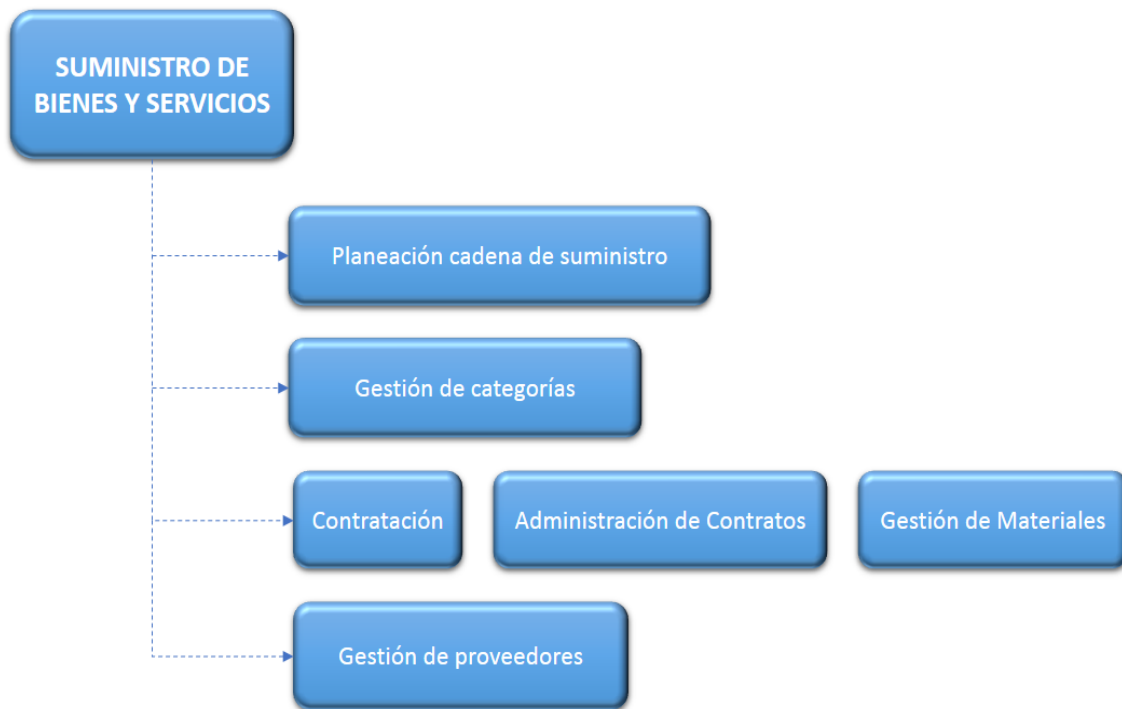 SUMINISTRO DE
BIENES Y SERVICIOS
Planeación cadena de suministro
Gestión de categorías
Contratación
Administración de Contratos
Gestión de Materiales
Gestión de proveedores